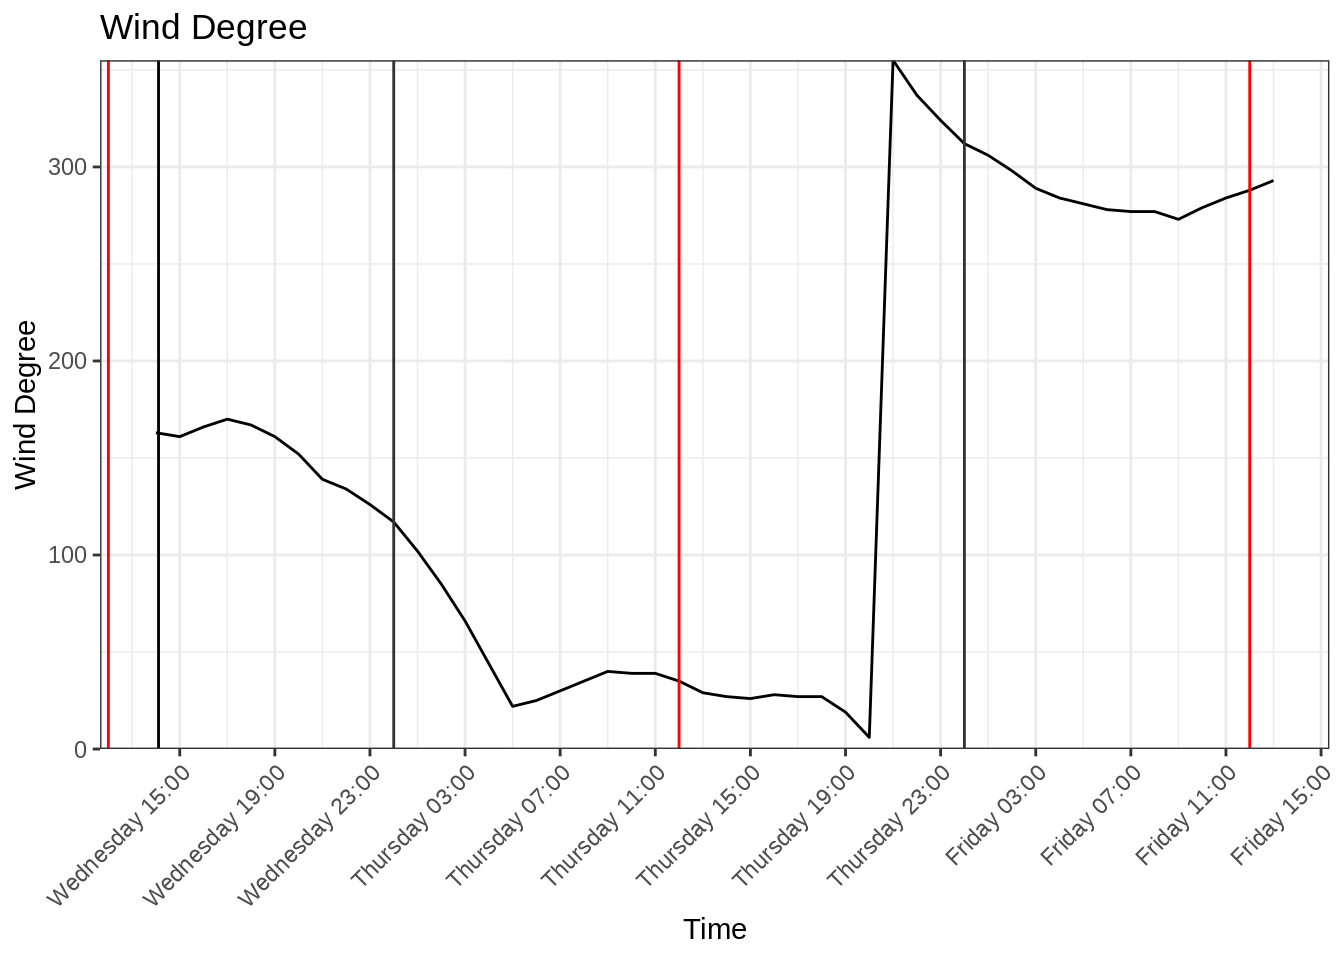 Wind Degree
Wind Degree
300
200
100
0
Wednesday 15:00
Wednesday 19:00
Wednesday 23:00
Thursday 03:00
Thursday 07:00
Thursday 11:00
Thursday 15:00
Thursday 19:00
Thursday 23:00
Friday 03:00
Friday 07:00
Friday 11:00
Friday 15:00
Time